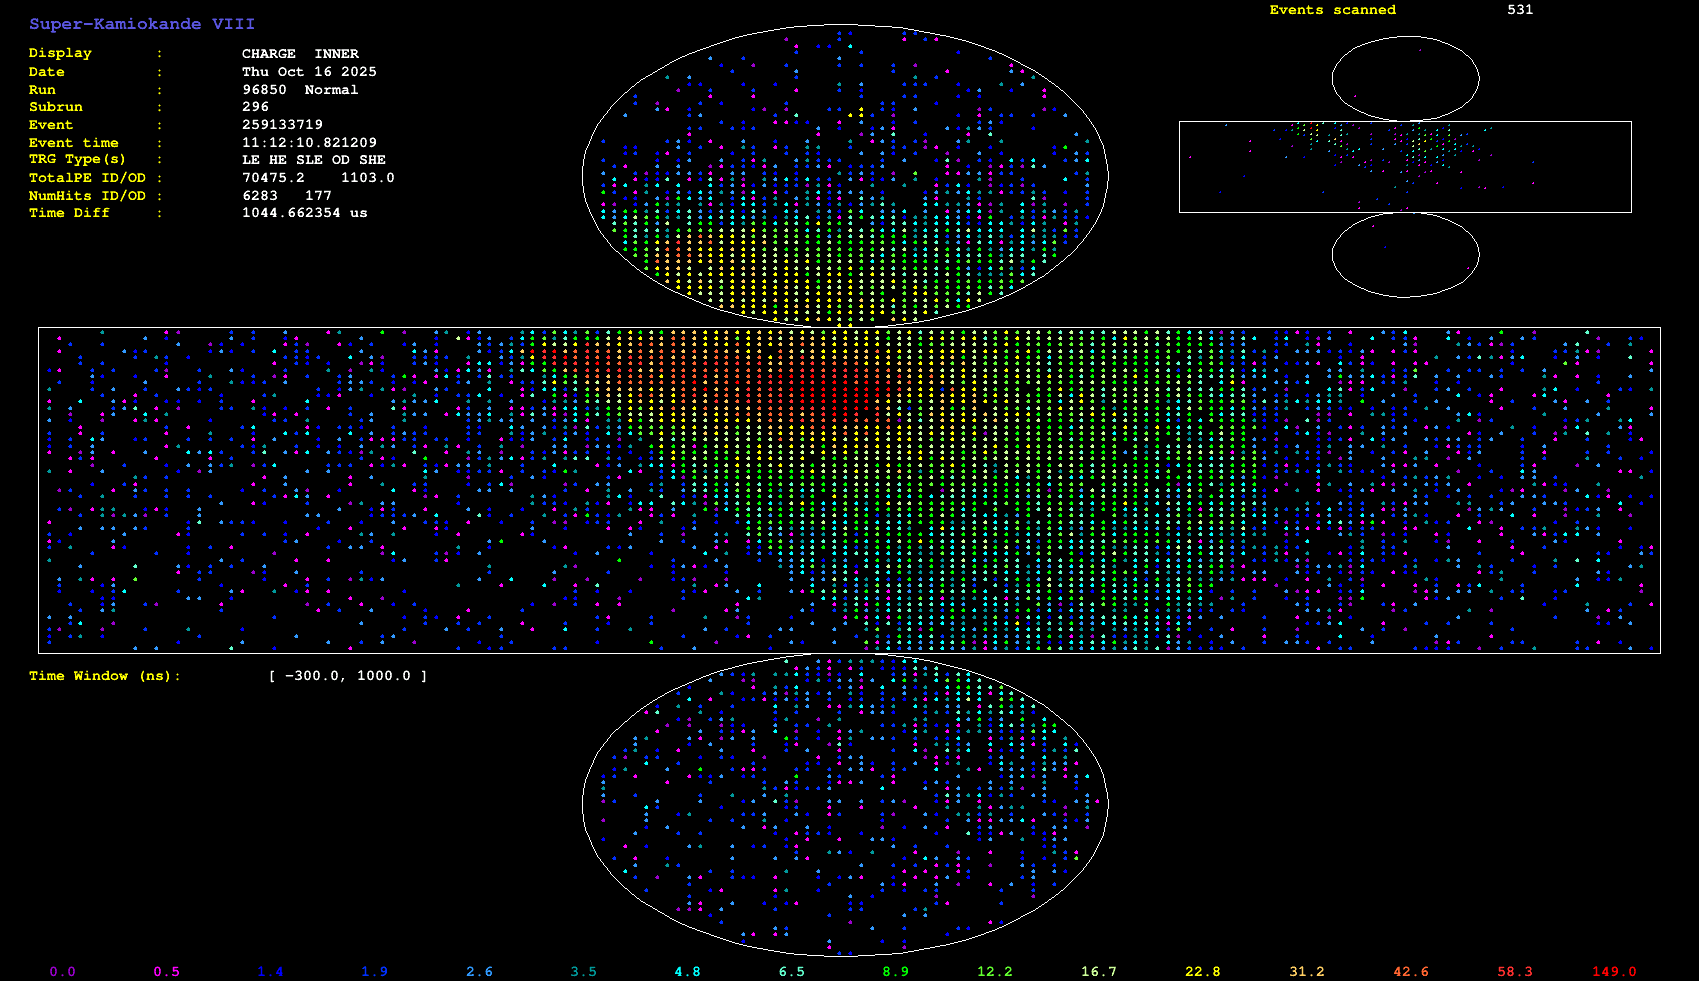 Super-Kamiokande VIII
Events scanned 531
Display : CHARGE INNER
Date : Thu Oct 16 2025
Run : 96850 Normal
Subrun : 296
Event : 259133719
Event time : 11:12:10.821209
TRG Type(s) : LE HE SLE OD SHE
TotalPE ID/OD : 70475.2 1103.0
NumHits ID/OD : 6283 177
Time Diff : 1044.662354 us
Time Window (ns): [ -300.0, 1000.0 ]
0.0 0.5 1.4 1.9 2.6 3.5 4.8 6.5 8.9 12.2 16.7 22.8 31.2 42.6 58.3 149.0